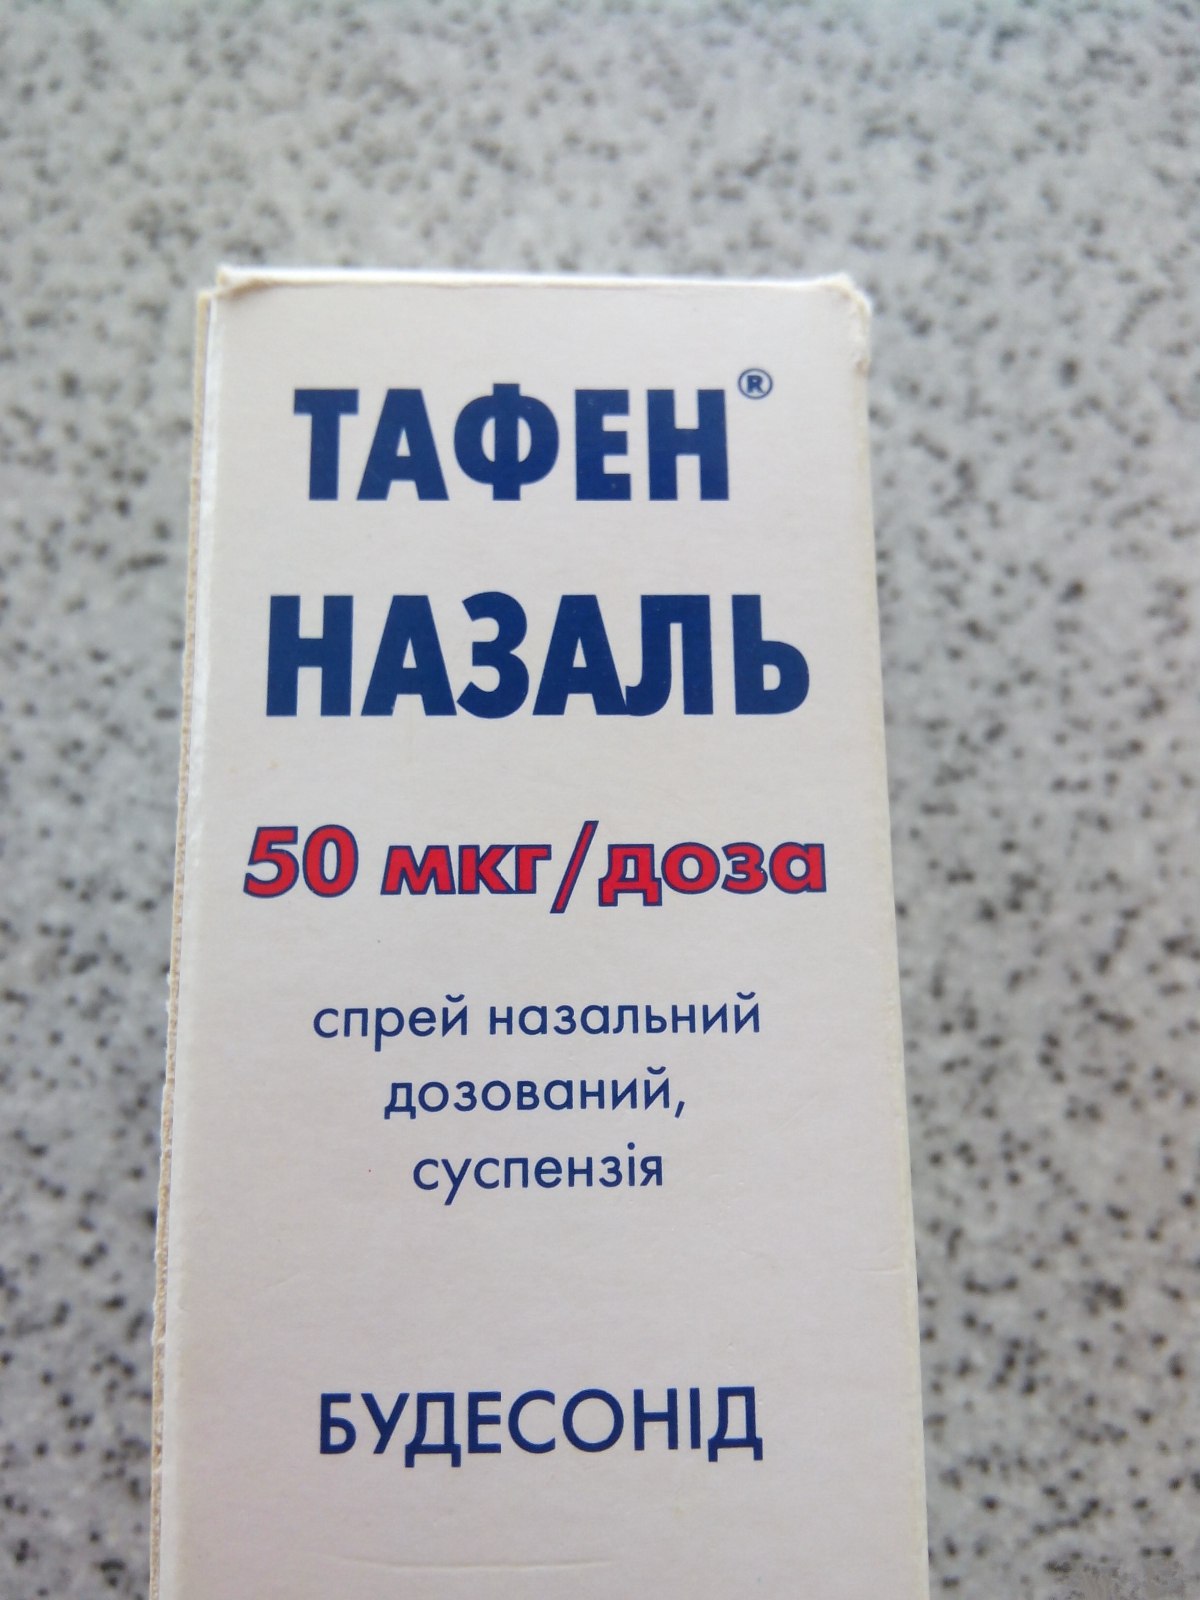 ТАФЕН®
НАЗАЛЬ
50 мкг/доза
спрей назальний
дозований,
суспензія
БУДЕСОНІД